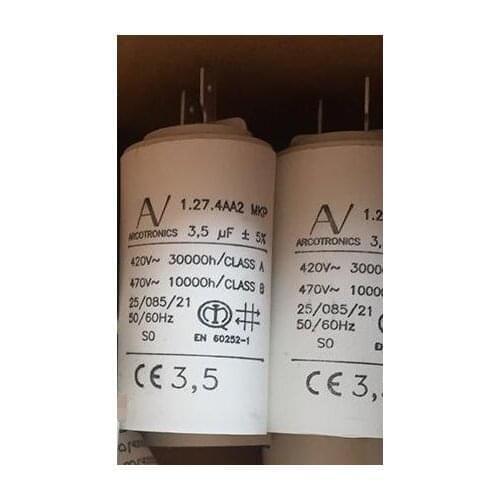 AV 1.27.4AA2 MKP
ARCOTRONICS 3,5 µF ± 5%
420V~ 30000h/CLASS A
470V~ 10000h/CLASS B
25/085/21
50/60Hz
S0 EN 60252-1
CE 3,5
AV 1.27
ARCOTRONICS 3,
420V~ 3000
470V~ 1000
25/085/21
50/60Hz
S0
CE 3,